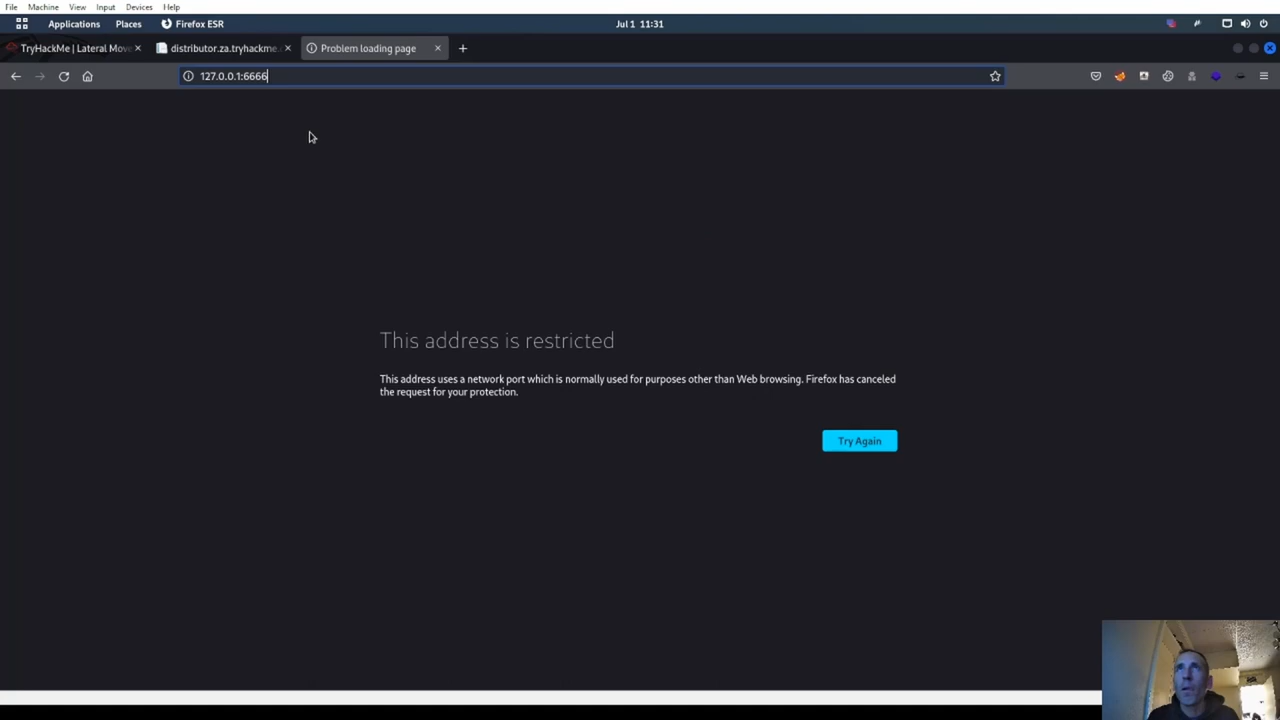 File Machine View Input Devices Help
Applications Places Firefox ESR Jul 1 11:31
TryHackMe | Lateral Move distributor.za.tryhackme. Problem loading page
127.0.0.1:6666
This address is restricted
This address uses a network port which is normally used for purposes other than Web browsing. Firefox has canceled
the request for your protection.
Try Again